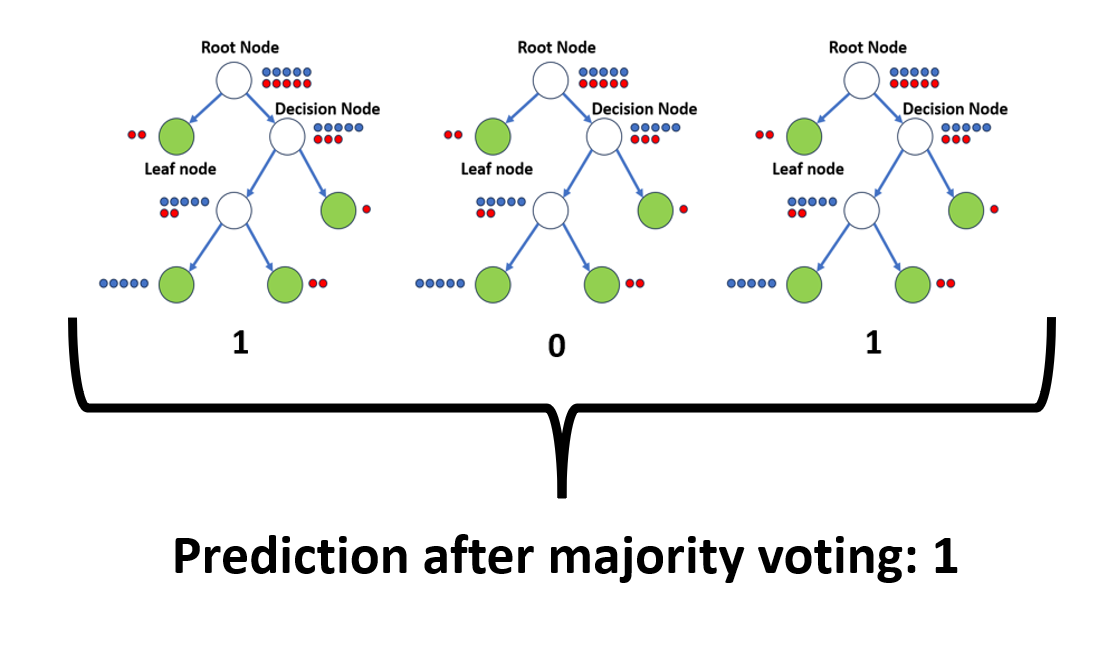 Root Node
Root Node
Root Node
Decision Node
Decision Node
Decision Node
Leaf node
Leaf node
Leaf node
1
0
1
Prediction after majority voting: 1